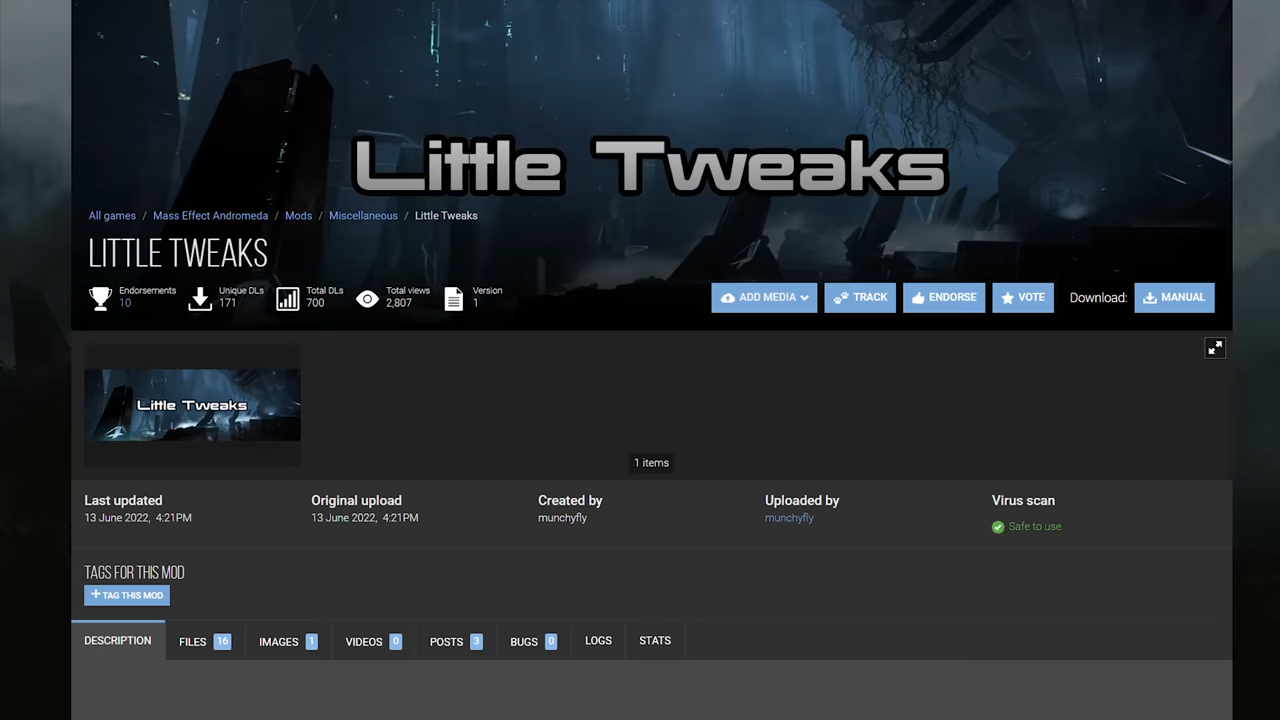 Little Tweaks
All games / Mass Effect Andromeda / Mods / Miscellaneous / Little Tweaks
LITTLE TWEAKS
Endorsements
10
Unique DLs
171
Total DLs
700
Total views
2,807
Version
1
ADD MEDIA
TRACK
ENDORSE
VOTE
Download:
MANUAL
Little Tweaks
1 items
Last updated
13 June 2022, 4:21PM
Original upload
13 June 2022, 4:21PM
Created by
munchyfly
Uploaded by
munchyfly
Virus scan
Safe to use
TAGS FOR THIS MOD
+ TAG THIS MOD
DESCRIPTION
FILES 16
IMAGES 1
VIDEOS 0
POSTS 3
BUGS 0
LOGS
STATS